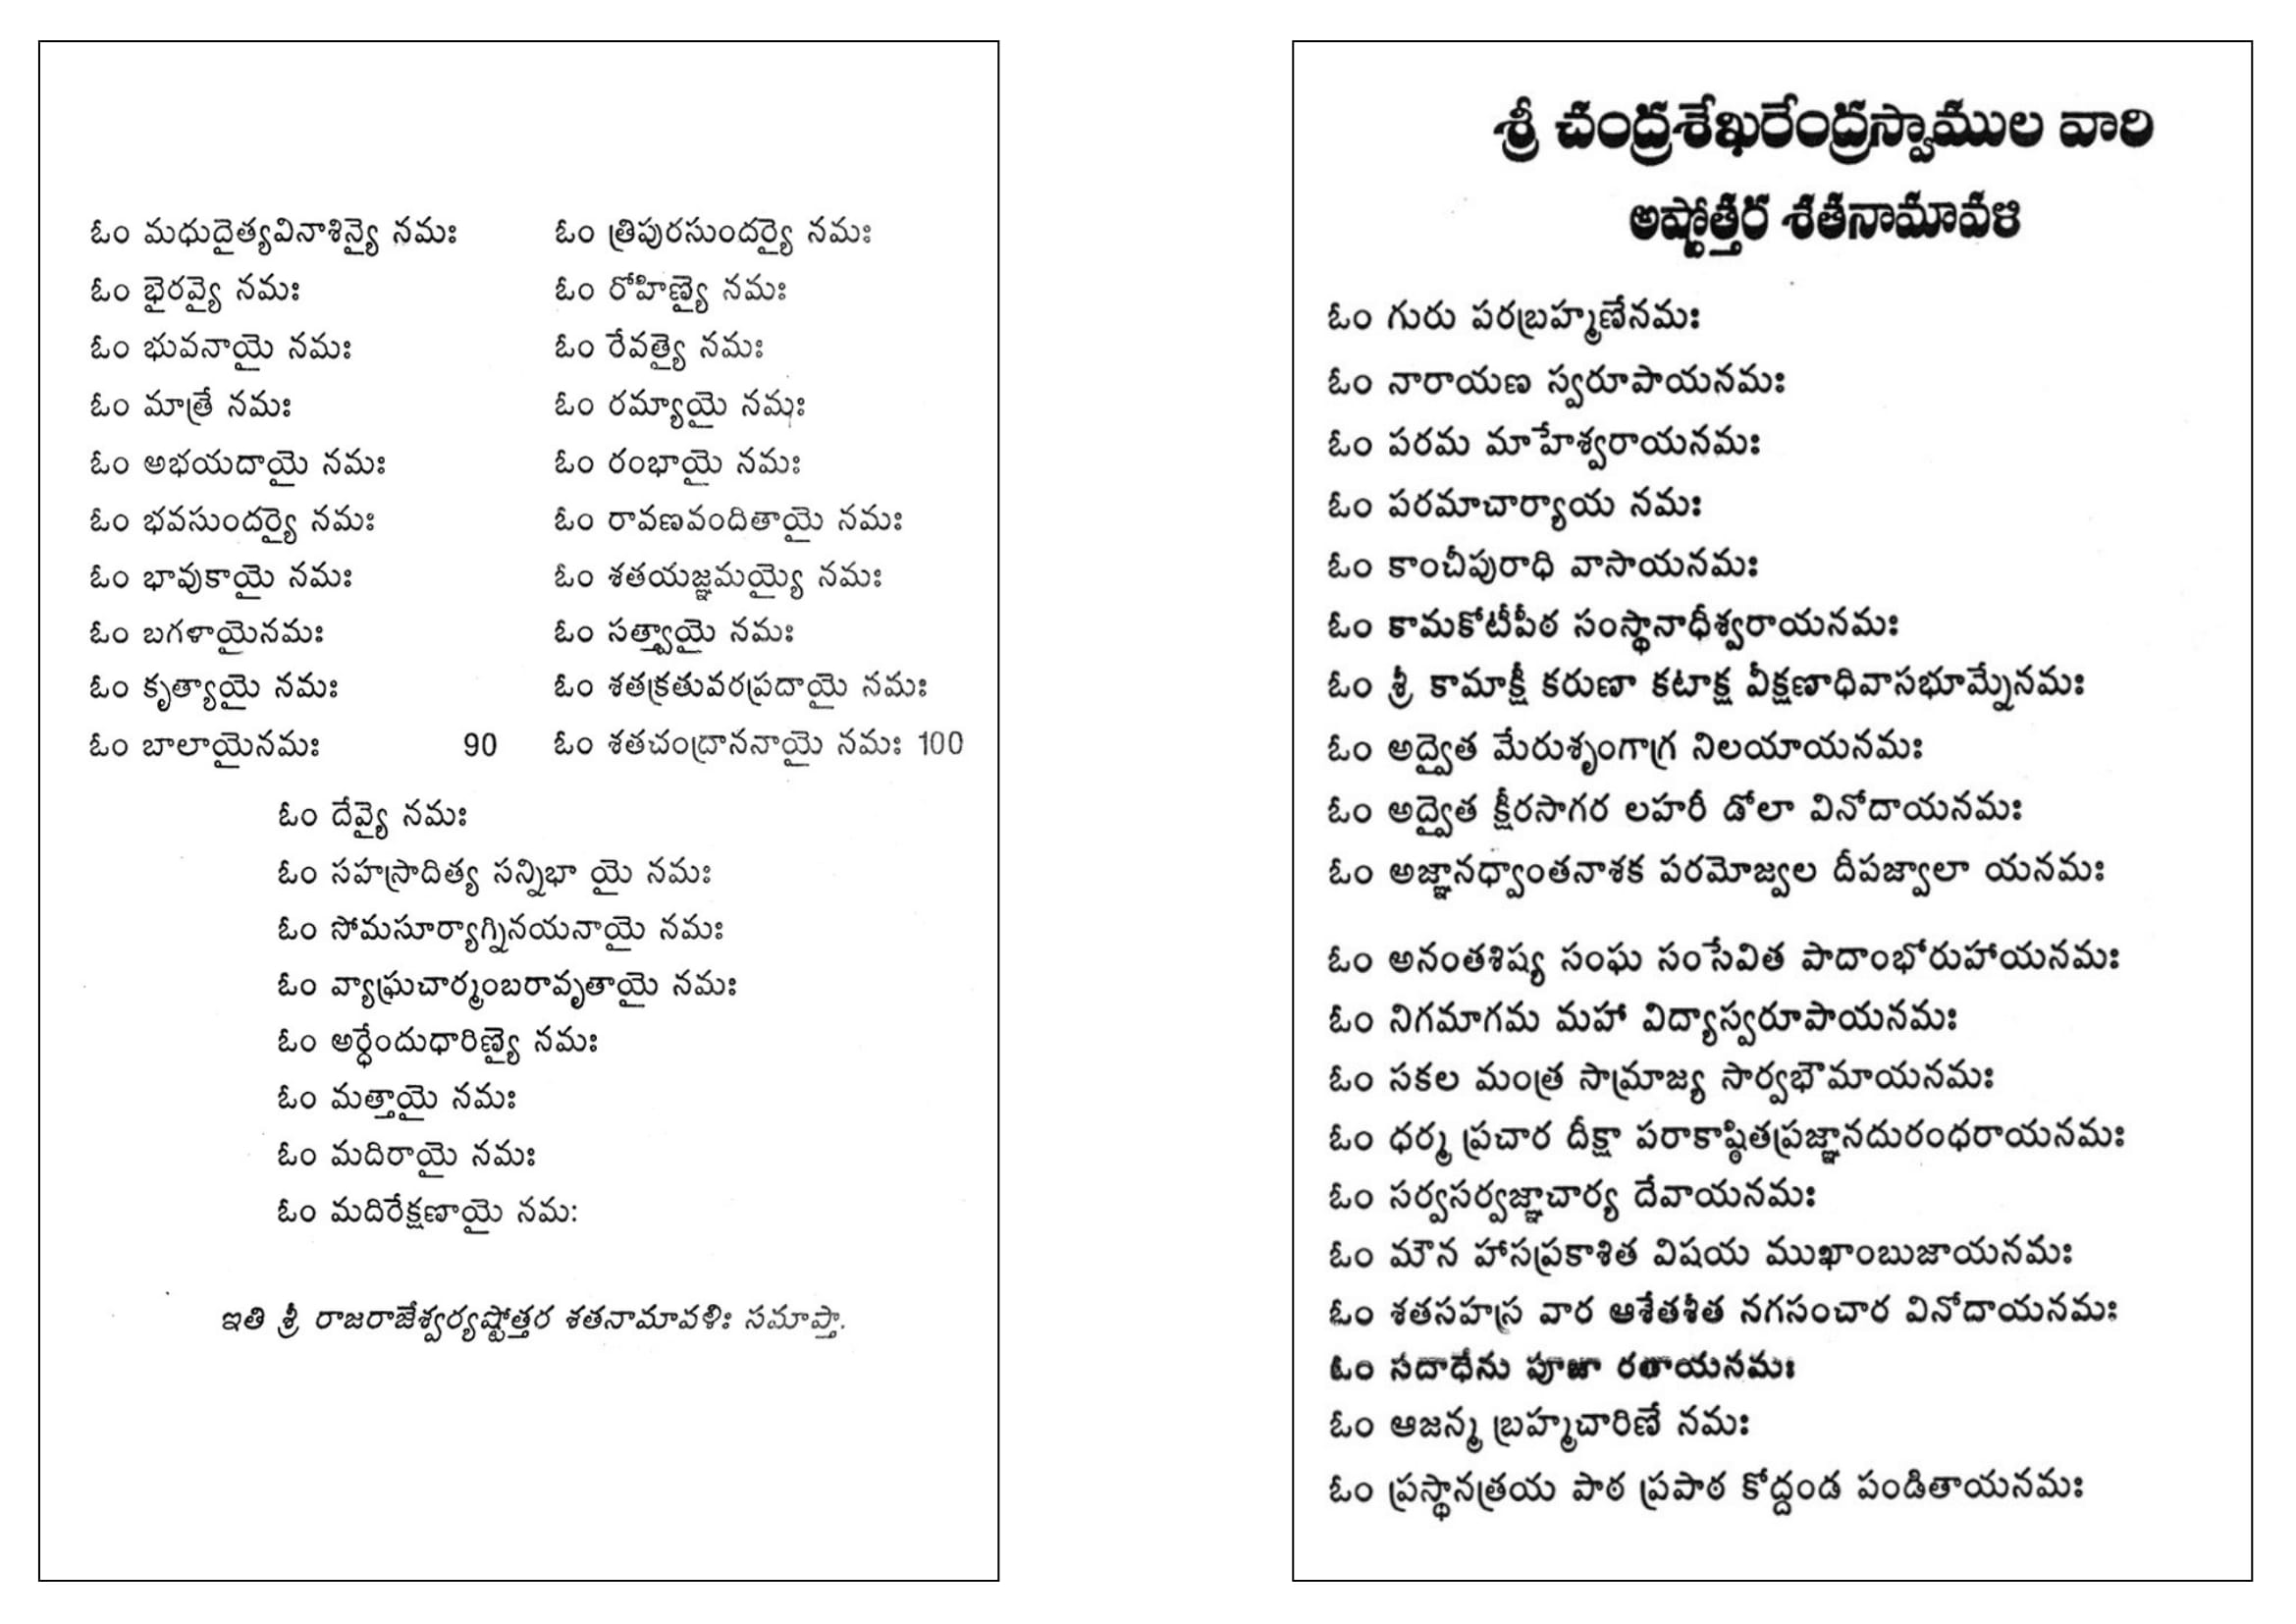 ఓం మధుదైత్యవినాశిన్యై నమః
ఓం భైరవ్యై నమః
ఓం భువనాయై నమః
ఓం మాత్రే నమః
ఓం అభయదాయై నమః
ఓం భవసుందర్యై నమః
ఓం భావుకాయై నమః
ఓం బగళాయైనమః
ఓం కృత్యాయై నమః
ఓం బాలాయైనమః 90
ఓం త్రిపురసుందర్యై నమః
ఓం రోహిణ్యై నమః
ఓం రేవత్యై నమః
ఓం రమ్యాయై నమః
ఓం రంభాయై నమః
ఓం రావణవందితాయై నమః
ఓం శతయజ్ఞమయ్యై నమః
ఓం సత్త్వాయై నమః
ఓం శతక్రతువరప్రదాయై నమః
ఓం శతచంద్రాననాయై నమః 100
ఓం దేవ్యై నమః
ఓం సహస్రాదిత్య సన్నిభా యై నమః
ఓం సోమసూర్యాగ్నినయనాయై నమః
ఓం వ్యాఘ్రచార్మంబరావృతాయై నమః
ఓం అర్ధేందుధారిణ్యై నమః
ఓం మత్తాయై నమః
ఓం మదిరాయై నమః
ఓం మదిరేక్షణాయై నమ:
ఇతి శ్రీ రాజరాజేశ్వర్యష్టోత్తర శతనామావళిః సమాప్తా.
శ్రీ చంద్రశేఖరేంద్రస్వాముల వారి
అష్టోత్తర శతనామావళి
ఓం గురు పరబ్రహ్మణేనమః
ఓం నారాయణ స్వరూపాయనమః
ఓం పరమ మాహేశ్వరాయనమః
ఓం పరమాచార్యాయ నమః
ఓం కాంచీపురాధి వాసాయనమః
ఓం కామకోటీపీఠ సంస్థానాధీశ్వరాయనమః
ఓం శ్రీ కామాక్షీ కరుణా కటాక్ష వీక్షణాధివాసభూమ్నేనమః
ఓం అద్వైత మేరుశృంగాగ్ర నిలయాయనమః
ఓం అద్వైత క్షీరసాగర లహరీ డోలా వినోదాయనమః
ఓం అజ్ఞానధ్వాంతనాశక పరమోజ్వల దీపజ్వాలా యనమః
ఓం అనంతశిష్య సంఘ సంసేవిత పాదాంభోరుహాయనమః
ఓం నిగమాగమ మహా విద్యాస్వరూపాయనమః
ఓం సకల మంత్ర సామ్రాజ్య సార్వభౌమాయనమః
ఓం ధర్మ ప్రచార దీక్షా పరాకాష్ఠితప్రజ్ఞానదురంధరాయనమః
ఓం సర్వసర్వజ్ఞాచార్య దేవాయనమః
ఓం మౌన హాసప్రకాశిత విషయ ముఖాంబుజాయనమః
ఓం శతసహస్ర వార ఆశేతశీత నగసంచార వినోదాయనమః
ఓం సదాధేను పూజా రతాయనమః
ఓం ఆజన్మ బ్రహ్మచారిణే నమః
ఓం ప్రస్థానత్రయ పాఠ ప్రపాఠ కోద్దండ పండితాయనమః